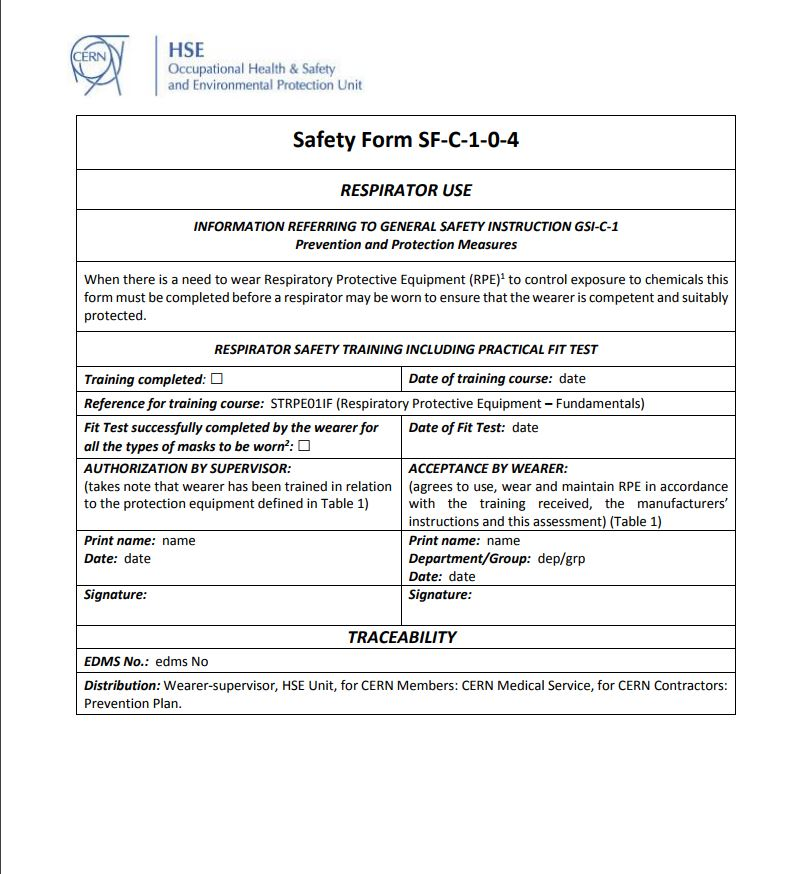 CERN
HSE
Occupational Health & Safety
and Environmental Protection Unit
Safety Form SF-C-1-0-4
RESPIRATOR USE
INFORMATION REFERRING TO GENERAL SAFETY INSTRUCTION GSI-C-1
Prevention and Protection Measures
When there is a need to wear Respiratory Protective Equipment (RPE)¹ to control exposure to chemicals this
form must be completed before a respirator may be worn to ensure that the wearer is competent and suitably
protected.
RESPIRATOR SAFETY TRAINING INCLUDING PRACTICAL FIT TEST
Training completed: ☐
Date of training course: date
Reference for training course: STRPE01IF (Respiratory Protective Equipment – Fundamentals)
Fit Test successfully completed by the wearer for
all the types of masks to be worn²: ☐
Date of Fit Test: date
AUTHORIZATION BY SUPERVISOR:
(takes note that wearer has been trained in relation
to the protection equipment defined in Table 1)
ACCEPTANCE BY WEARER:
(agrees to use, wear and maintain RPE in accordance
with the training received, the manufacturers’
instructions and this assessment) (Table 1)
Print name: name
Date: date
Print name: name
Department/Group: dep/grp
Date: date
Signature:
Signature:
TRACEABILITY
EDMS No.: edms No
Distribution: Wearer-supervisor, HSE Unit, for CERN Members: CERN Medical Service, for CERN Contractors:
Prevention Plan.